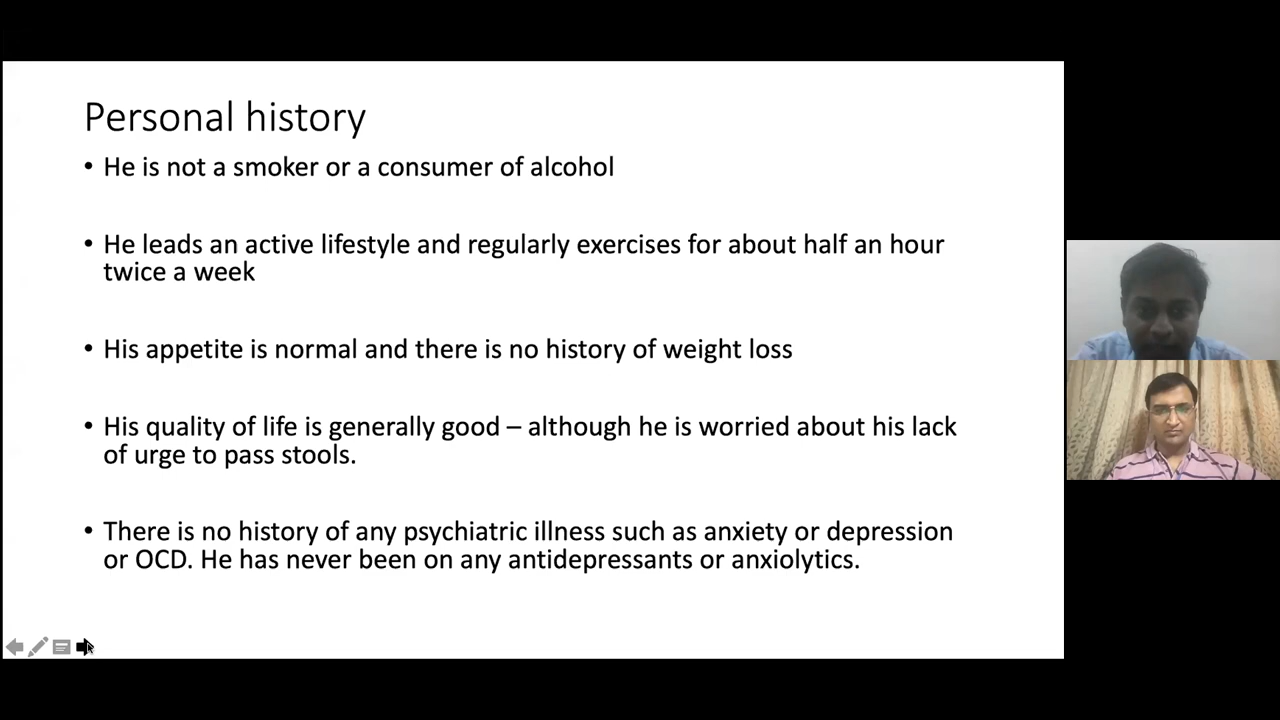 Personal history
• He is not a smoker or a consumer of alcohol
• He leads an active lifestyle and regularly exercises for about half an hour
twice a week
• His appetite is normal and there is no history of weight loss
• His quality of life is generally good – although he is worried about his lack
of urge to pass stools.
• There is no history of any psychiatric illness such as anxiety or depression
or OCD. He has never been on any antidepressants or anxiolytics.